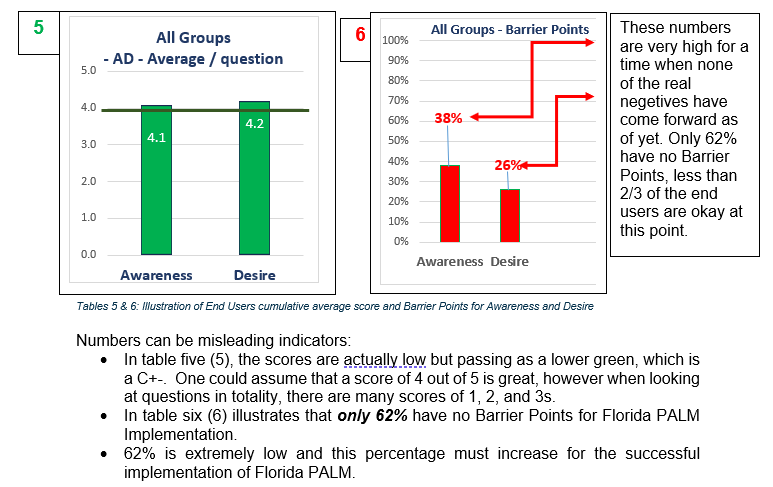 5
All Groups
- AD - Average / question
5.0
4.0
3.0
2.0
1.0
0.0
4.1
4.2
Awareness
Desire
6
All Groups - Barrier Points
100%
90%
80%
70%
60%
50%
40%
30%
20%
10%
0%
38%
26%
Awareness Desire
These numbers
are very high for a
time when none
of the real
negetives have
come forward as
of yet. Only 62%
have no Barrier
Points, less than
2/3 of the end
users are okay at
this point.
Tables 5 & 6: Illustration of End Users cumulative average score and Barrier Points for Awareness and Desire
Numbers can be misleading indicators:
• In table five (5), the scores are actually low but passing as a lower green, which is
a C+-. One could assume that a score of 4 out of 5 is great, however when looking
at questions in totality, there are many scores of 1, 2, and 3s.
• In table six (6) illustrates that only 62% have no Barrier Points for Florida PALM
Implementation.
• 62% is extremely low and this percentage must increase for the successful
implementation of Florida PALM.